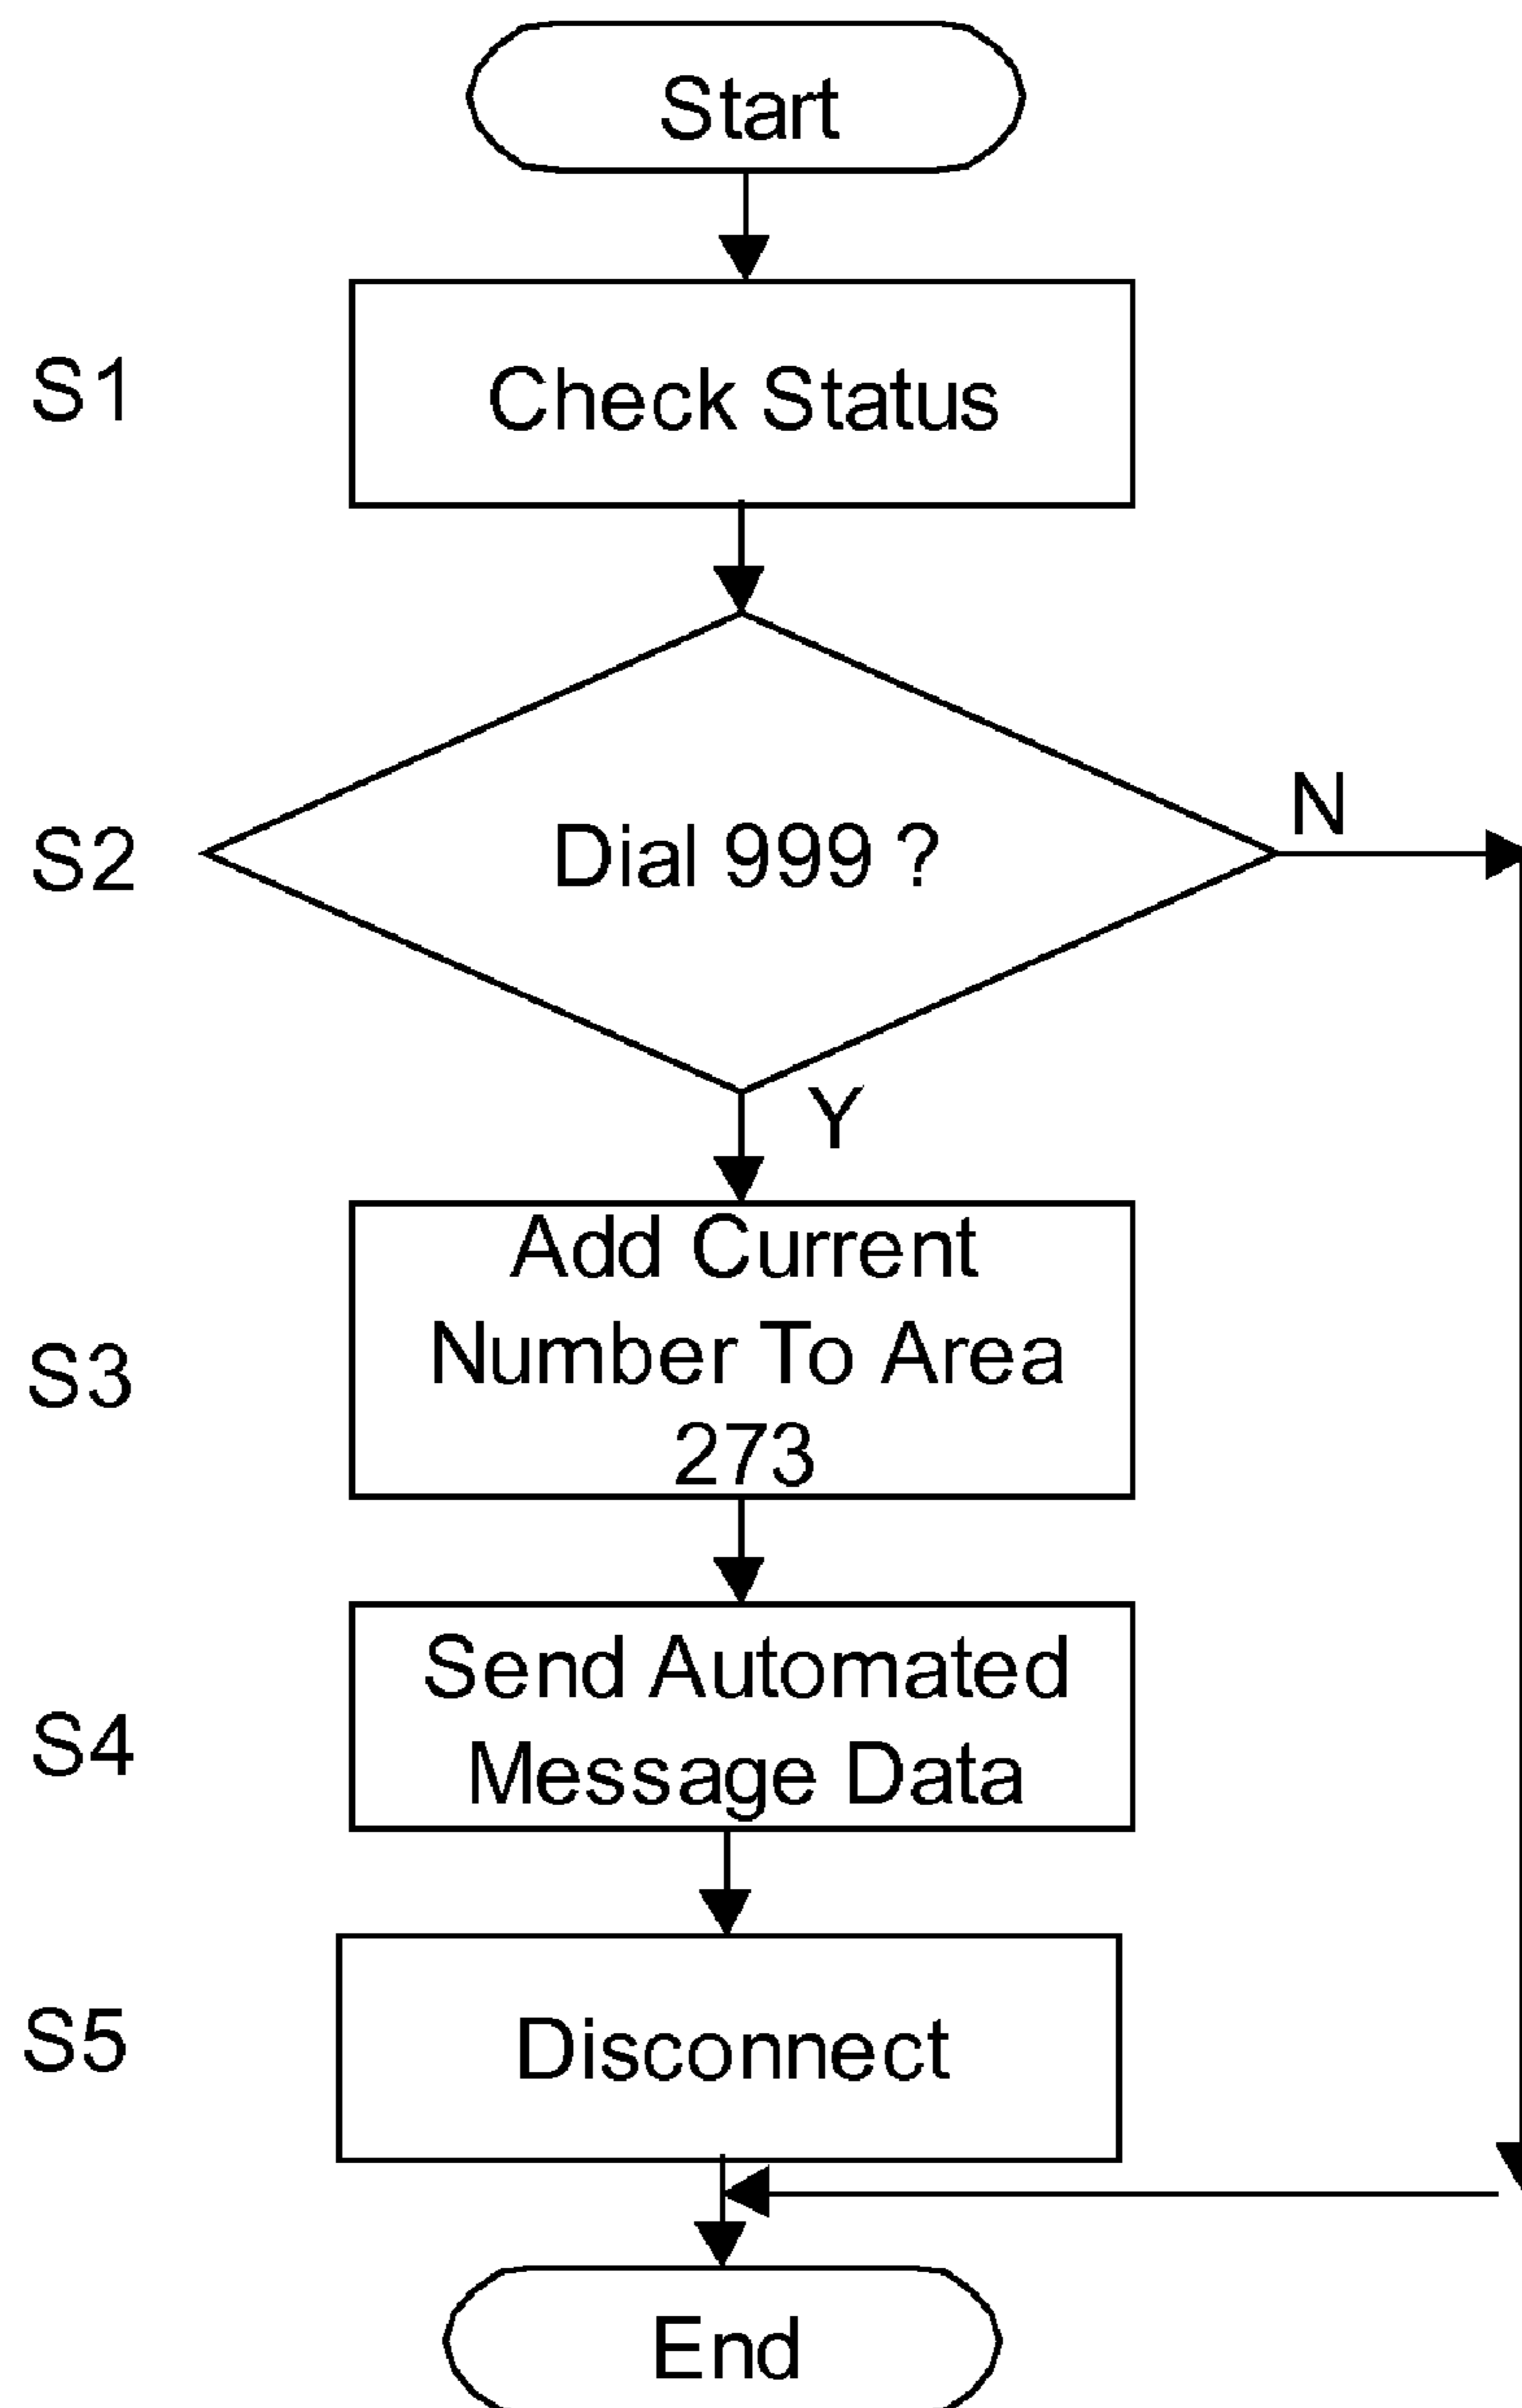 Start
S1
Check Status
S2
Dial 999 ?
N
Y
S3
Add Current
Number To Area
273
S4
Send Automated
Message Data
S5
Disconnect
End